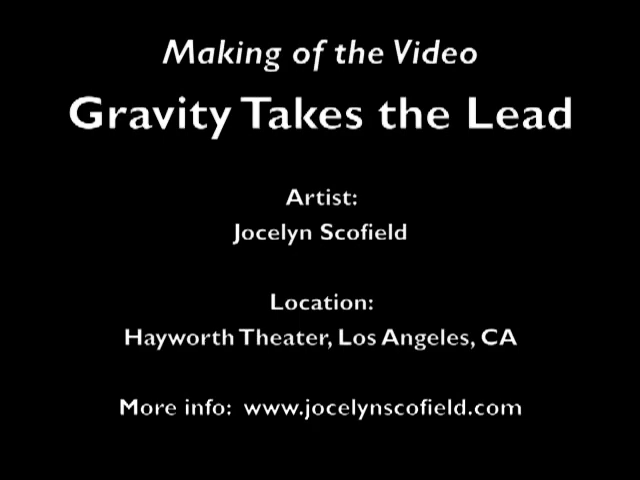 Making of the Video
Gravity Takes the Lead
Artist:
Jocelyn Scofield
Location:
Hayworth Theater, Los Angeles, CA
More info: www.jocelynscofield.com